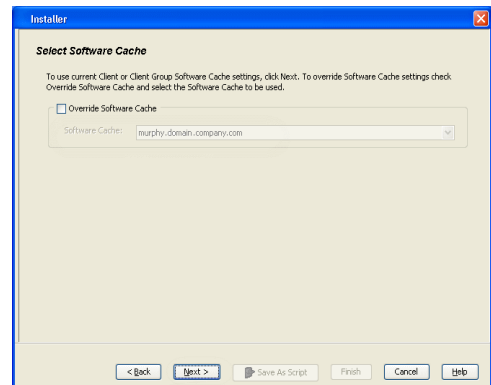 Installer
Select Software Cache
To use current Client or Client Group Software Cache settings, click Next. To override Software Cache settings check
Override Software Cache and select the Software Cache to be used.
Override Software Cache
Software Cache: murphy.domain.company.com
< Back Next > Save As Script Finish Cancel Help